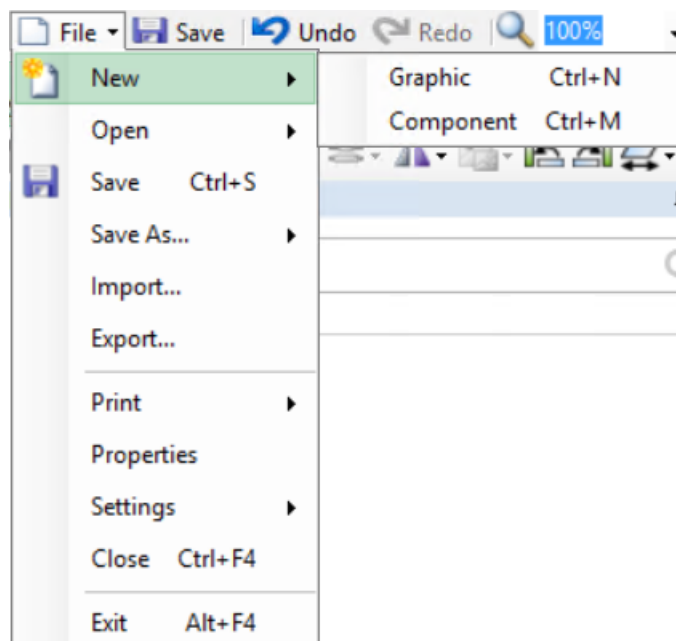 File Save Undo Redo 100%
New Graphic Ctrl+N
Component Ctrl+M
Open
Save Ctrl+S
Save As...
Import...
Export...
Print
Properties
Settings
Close Ctrl+F4
Exit Alt+F4